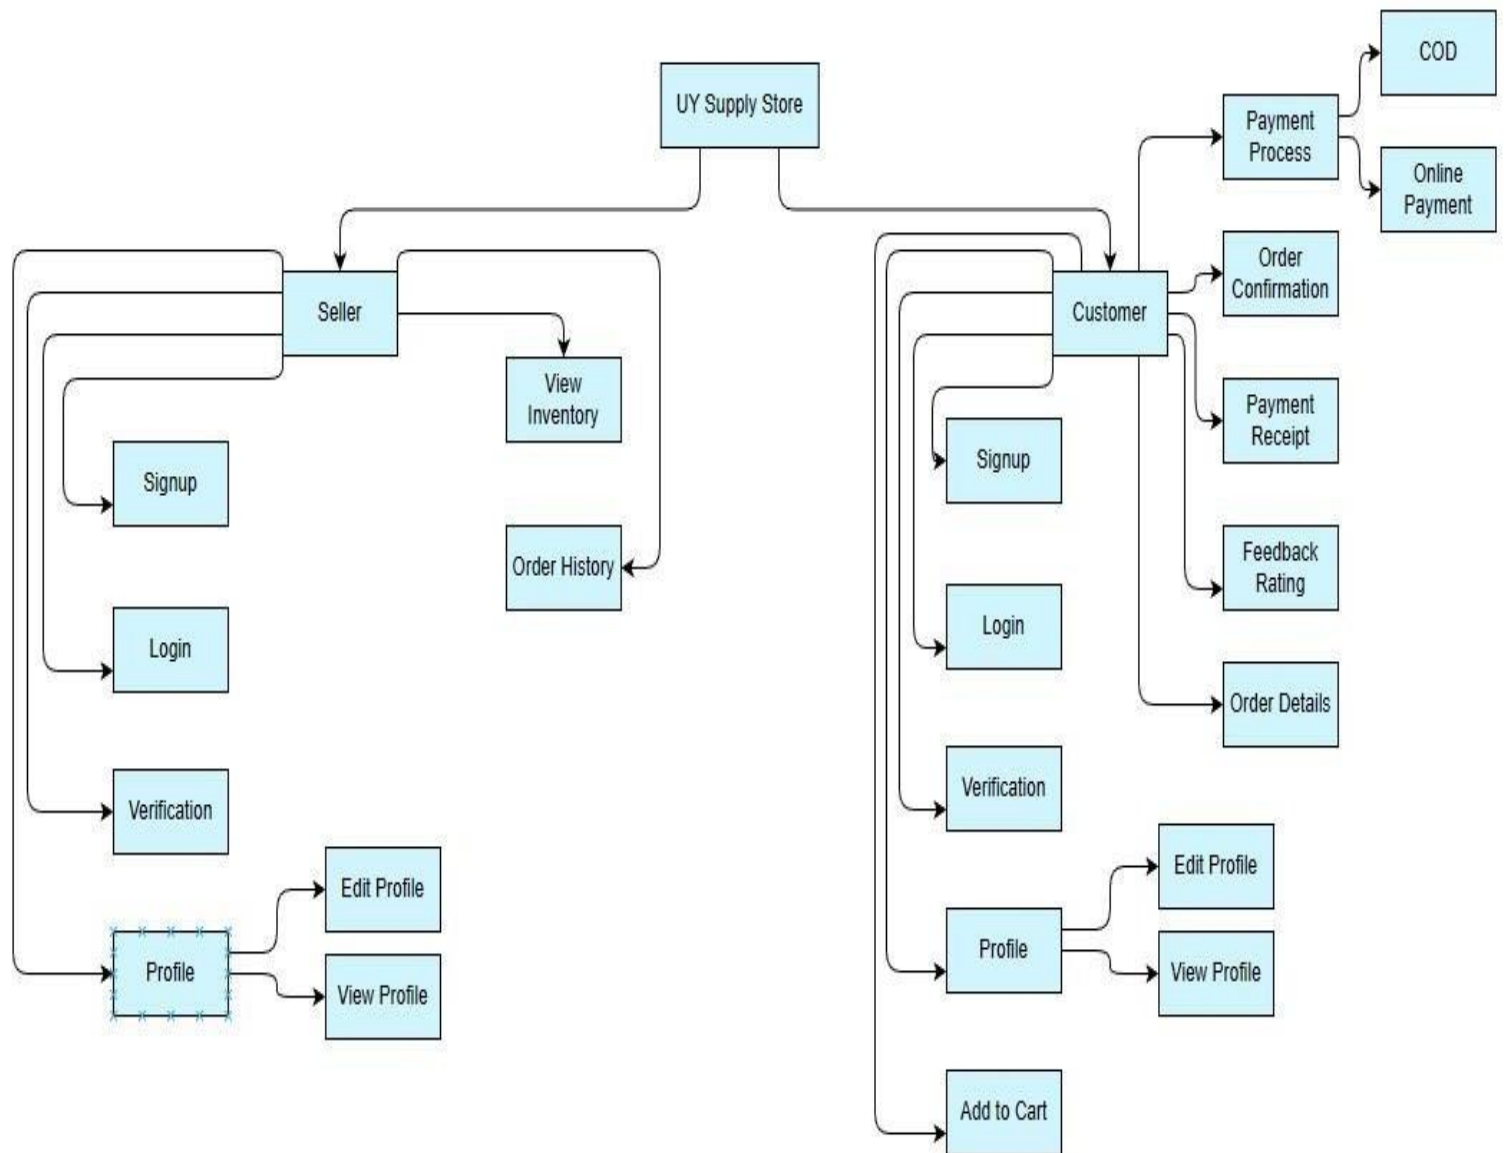 UY Supply Store
Seller
View
Inventory
Order History
Signup
Login
Verification
Profile
Edit Profile
View Profile
Customer
Signup
Login
Verification
Profile
Edit Profile
View Profile
Add to Cart
Payment
Process
COD
Online
Payment
Order
Confirmation
Payment
Receipt
Feedback
Rating
Order Details